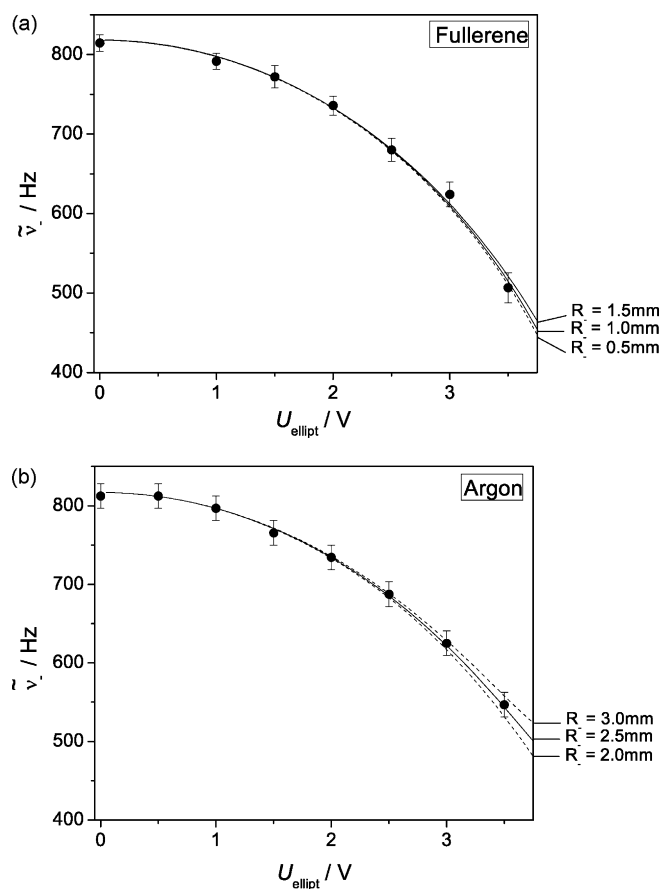 (a)
Fullerene
800
700
600
500
400
ν̃₋ / Hz
R₋ = 1.5mm
R₋ = 1.0mm
R₋ = 0.5mm
0 1 2 3
U_ellipt / V
(b)
Argon
800
700
600
500
400
ν̃₋ / Hz
R₋ = 3.0mm
R₋ = 2.5mm
R₋ = 2.0mm
0 1 2 3
U_ellipt / V